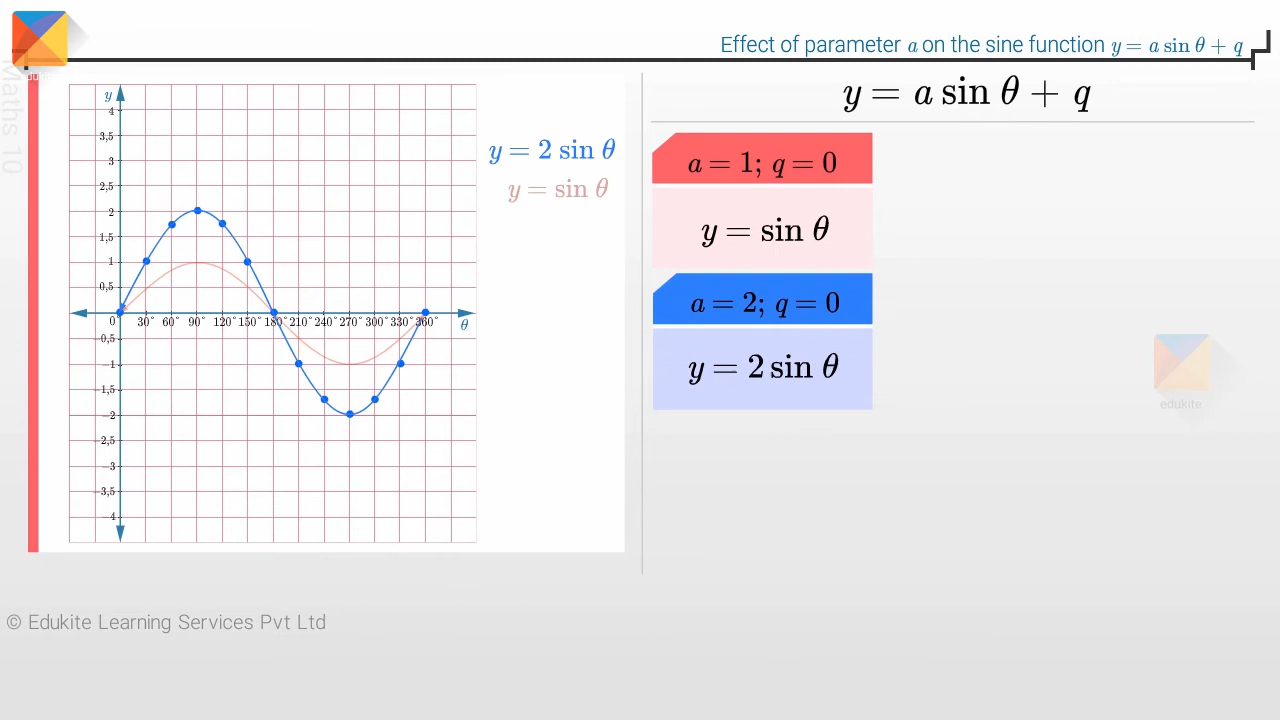 Effect of parameter a on the sine function y = a sin θ + q
Maths 10
y
4
3,5
3
2,5
2
1,5
1
0,5
0
−0,5
−1
−1,5
−2
−2,5
−3
−3,5
−4
30° 60° 90° 120° 150° 180° 210° 240° 270° 300° 330° 360°
θ
y = 2 sin θ
y = sin θ
y = a sin θ + q
a = 1; q = 0
y = sin θ
a = 2; q = 0
y = 2 sin θ
edukite
© Edukite Learning Services Pvt Ltd